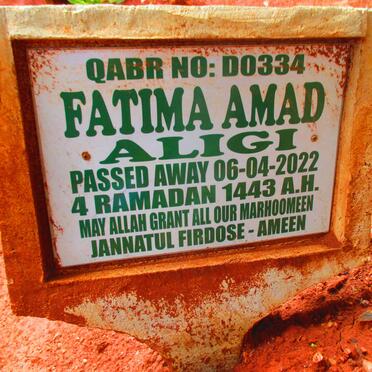 QABR NO: D0334
FATIMA AMAD
ALIGI
PASSED AWAY 06-04-2022
4 RAMADAN 1443 A.H.
MAY ALLAH GRANT ALL OUR MARHOOMEEN
JANNATUL FIRDOSE - AMEEN